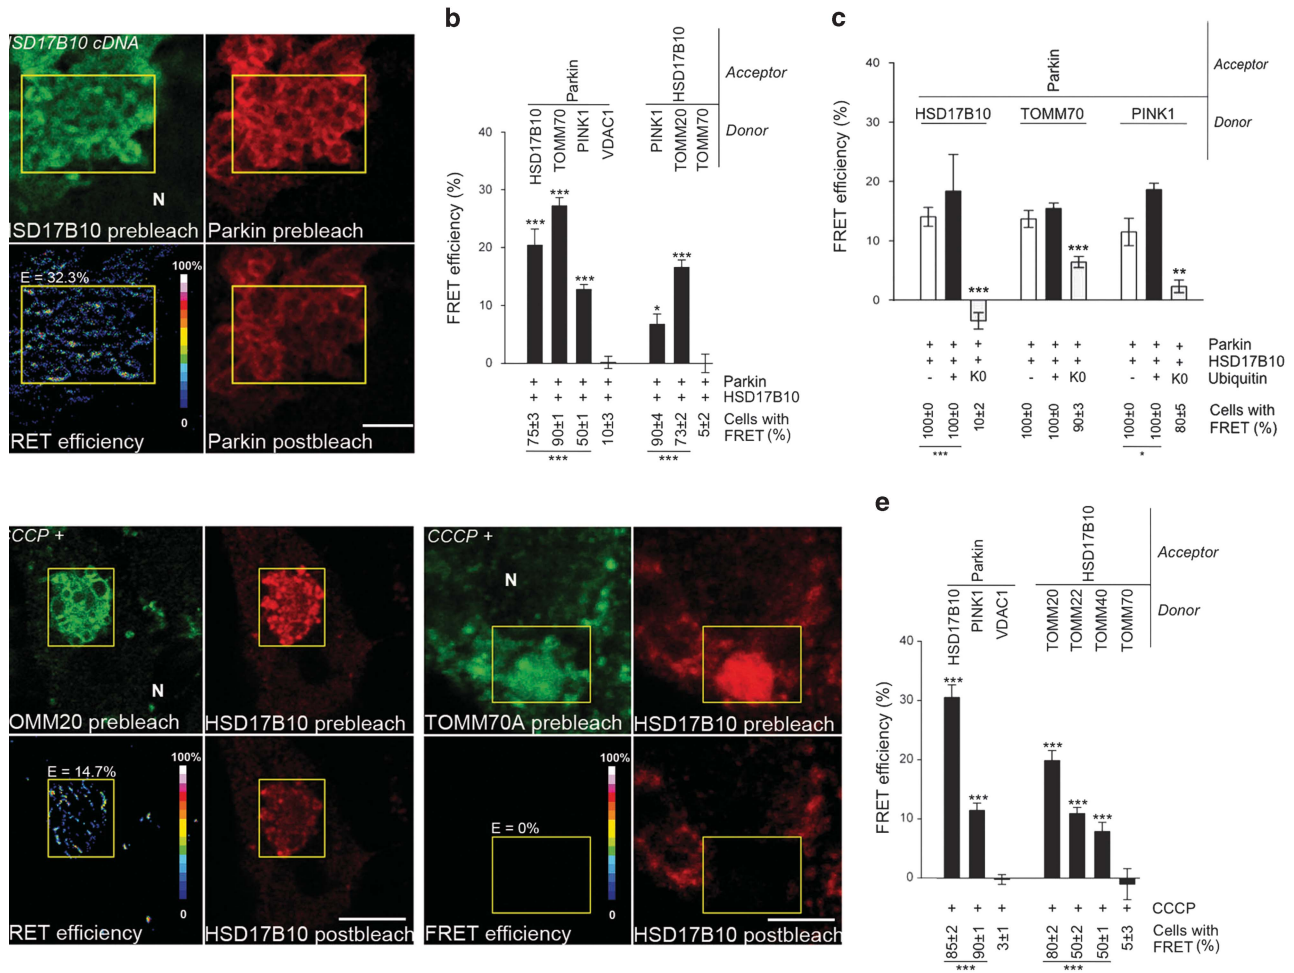 SD17B10 cDNA
N
HSD17B10 prebleach
Parkin prebleach
E = 32.3%
100%
0
RET efficiency
Parkin postbleach
b
Parkin
HSD17B10
Acceptor
HSD17B10
TOMM70
PINK1
VDAC1
PINK1
TOMM20
TOMM70
Donor
FRET efficiency (%)
40
30
20
10
0
*** *** *** * ***
+ + + + + + + Parkin
+ + + + + + + HSD17B10
75±3 90±1 50±1 10±3 90±4 73±2 5±2 Cells with
FRET (%)
*** ***
c
Parkin
Acceptor
HSD17B10 TOMM70 PINK1
Donor
FRET efficiency (%)
40
30
20
10
0
*** *** **
+ + + + + + + + + Parkin
+ + + + + + + + + HSD17B10
- + K0 - + K0 - + K0 Ubiquitin
100±0 100±0 10±2 100±0 100±0 90±3 100±0 100±0 80±5 Cells with
FRET (%)
*** *
CCCP +
N
OMM20 prebleach
HSD17B10 prebleach
E = 14.7%
100%
0
RET efficiency
HSD17B10 postbleach
CCCP +
N
TOMM70A prebleach
HSD17B10 prebleach
E = 0%
100%
0
FRET efficiency
HSD17B10 postbleach
e
Parkin
HSD17B10
Acceptor
HSD17B10
PINK1
VDAC1
TOMM20
TOMM22
TOMM40
TOMM70
Donor
FRET efficiency (%)
40
30
20
10
0
*** *** *** *** ***
+ + + + + + + CCCP
85±2 90±1 3±1 80±2 50±2 50±1 5±3 Cells with
FRET (%)
*** ***